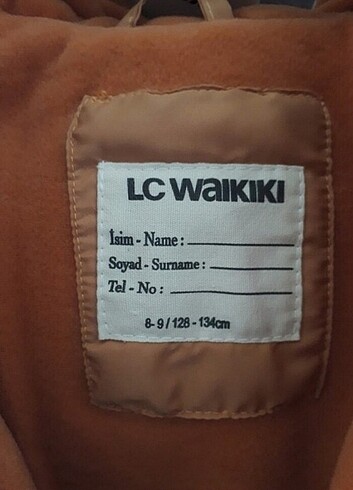 LC WAIKIKI
İsim - Name :
Soyad - Surname :
Tel - No :
8- 9 / 128 - 134cm